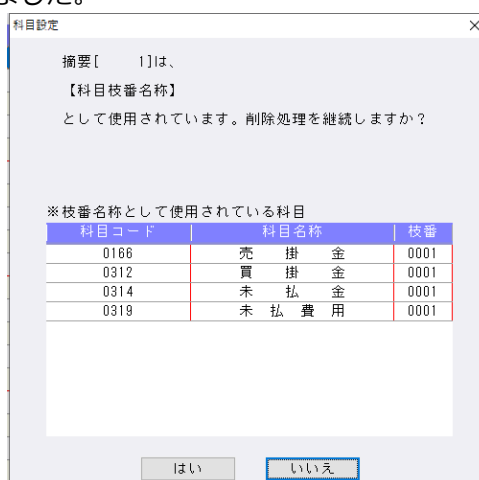 ました。
科目設定
摘要[　　1]は、
【科目枝番名称】
として使用されています。削除処理を継続しますか？
※枝番名称として使用されている科目
科目コード 科目名称 枝番
0166 売 掛 金 0001
0312 買 掛 金 0001
0314 未 払 金 0001
0319 未 払 費 用 0001
はい いいえ